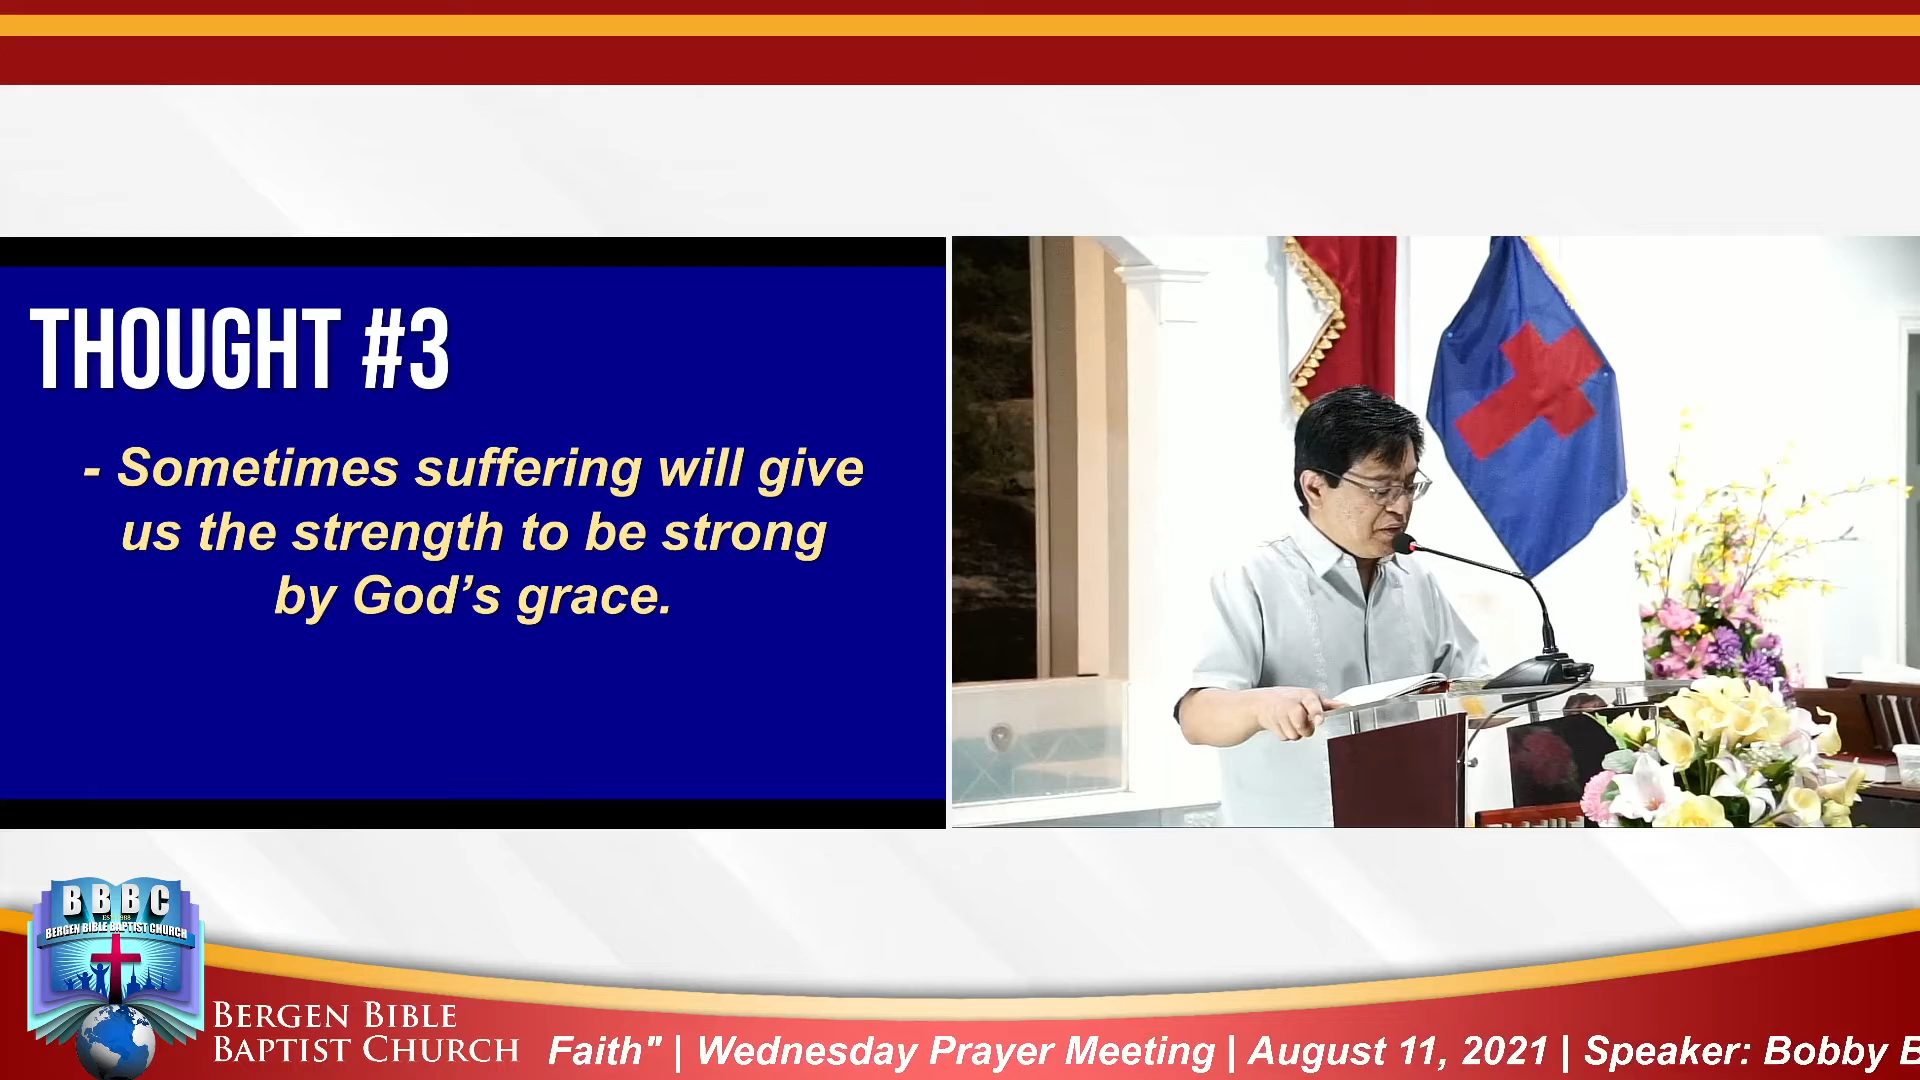 THOUGHT #3
- Sometimes suffering will give
us the strength to be strong
by God’s grace.
BBBC
BERGEN BIBLE BAPTIST CHURCH
BERGEN BIBLE
BAPTIST CHURCH
Faith" | Wednesday Prayer Meeting | August 11, 2021 | Speaker: Bobby